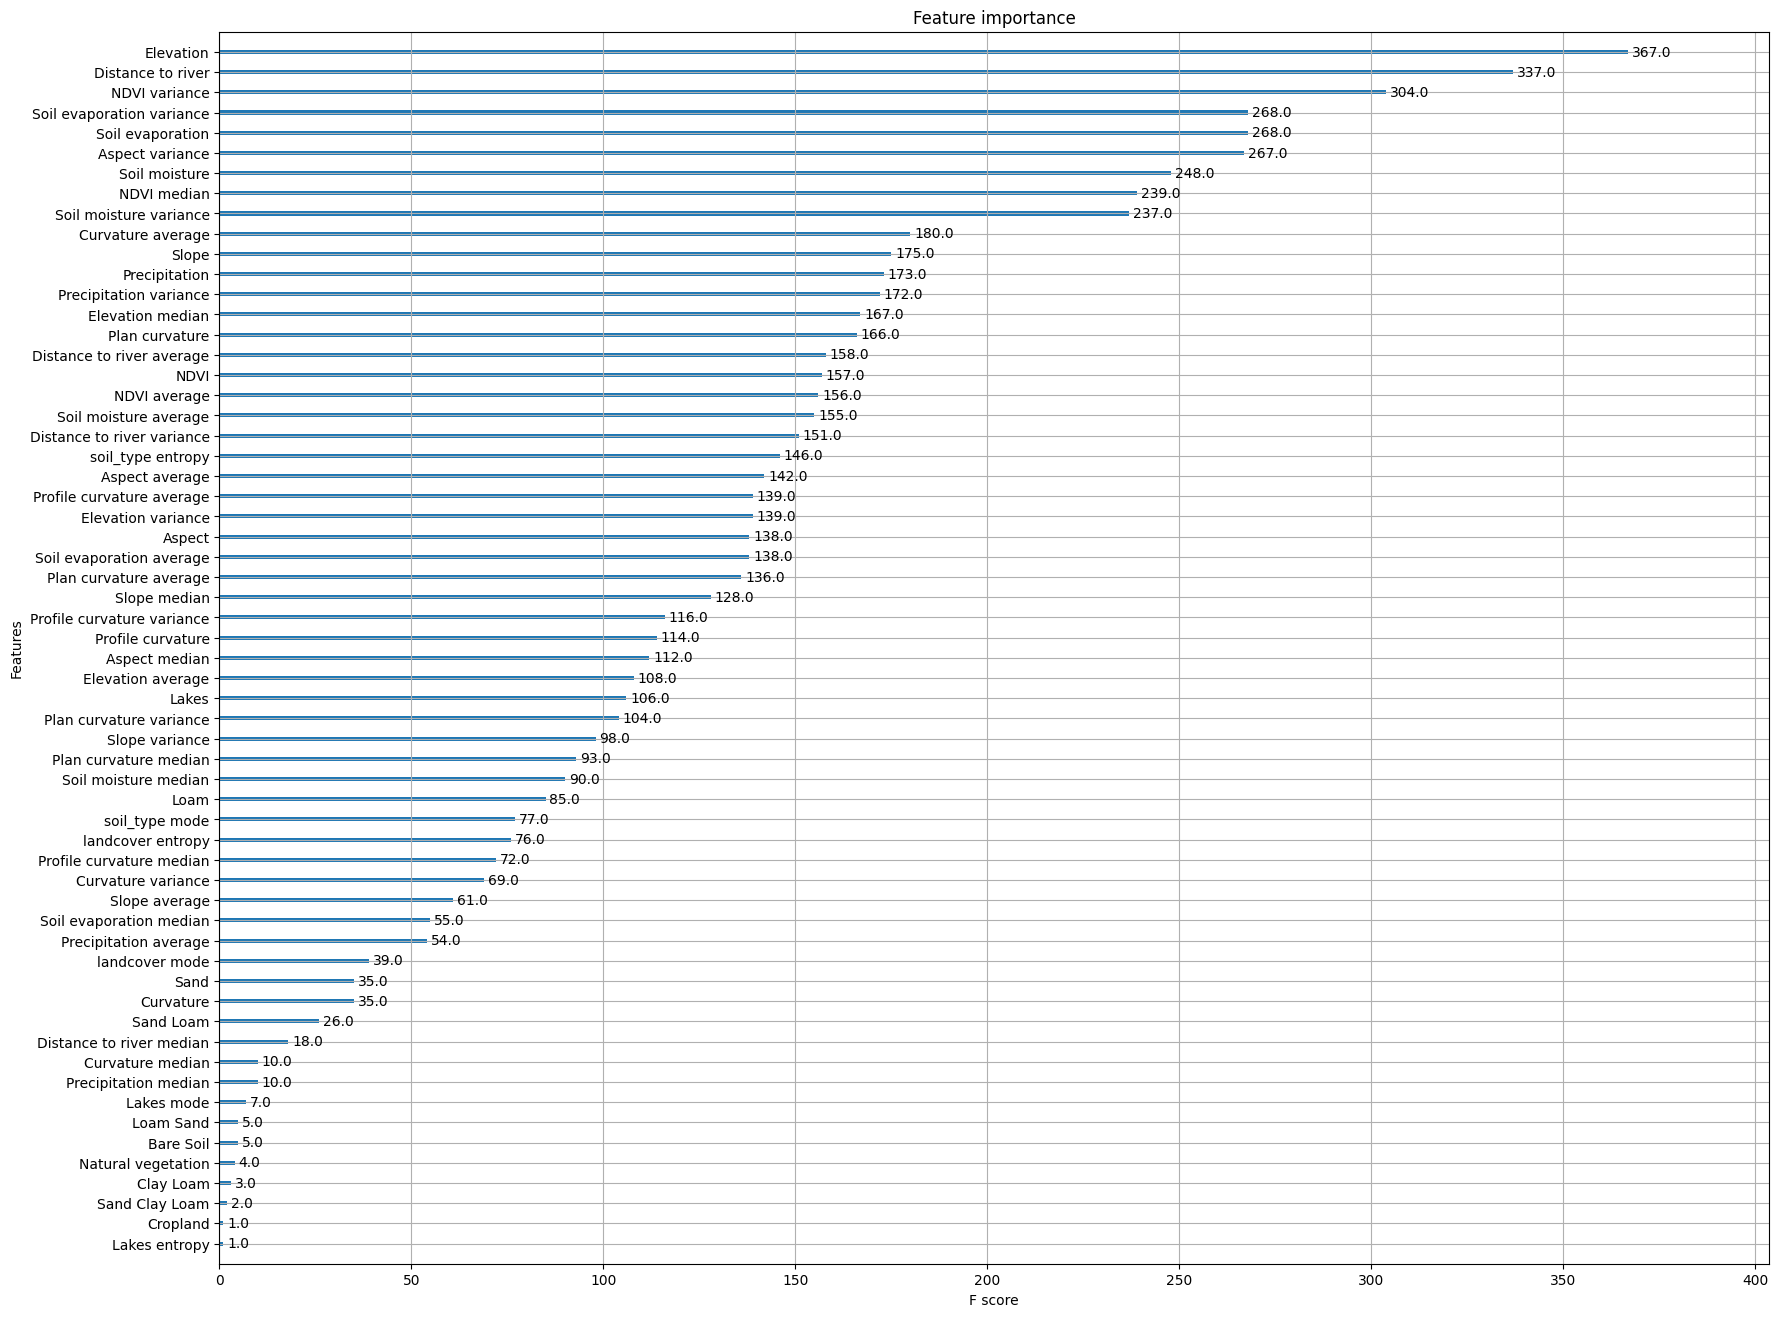 Feature importance
Elevation 367.0
Distance to river 337.0
NDVI variance 304.0
Soil evaporation variance 268.0
Soil evaporation 268.0
Aspect variance 267.0
Soil moisture 248.0
NDVI median 239.0
Soil moisture variance 237.0
Curvature average 180.0
Slope 175.0
Precipitation 173.0
Precipitation variance 172.0
Elevation median 167.0
Plan curvature 166.0
Distance to river average 158.0
NDVI 157.0
NDVI average 156.0
Soil moisture average 155.0
Distance to river variance 151.0
soil_type entropy 146.0
Aspect average 142.0
Profile curvature average 139.0
Elevation variance 139.0
Aspect 138.0
Soil evaporation average 138.0
Plan curvature average 136.0
Slope median 128.0
Profile curvature variance 116.0
Profile curvature 114.0
Aspect median 112.0
Elevation average 108.0
Lakes 106.0
Plan curvature variance 104.0
Slope variance 98.0
Plan curvature median 93.0
Soil moisture median 90.0
Loam 85.0
soil_type mode 77.0
landcover entropy 76.0
Profile curvature median 72.0
Curvature variance 69.0
Slope average 61.0
Soil evaporation median 55.0
Precipitation average 54.0
landcover mode 39.0
Sand 35.0
Curvature 35.0
Sand Loam 26.0
Distance to river median 18.0
Curvature median 10.0
Precipitation median 10.0
Lakes mode 7.0
Loam Sand 5.0
Bare Soil 5.0
Natural vegetation 4.0
Clay Loam 3.0
Sand Clay Loam 2.0
Cropland 1.0
Lakes entropy 1.0
0 50 100 150 200 250 300 350 400
F score
Features